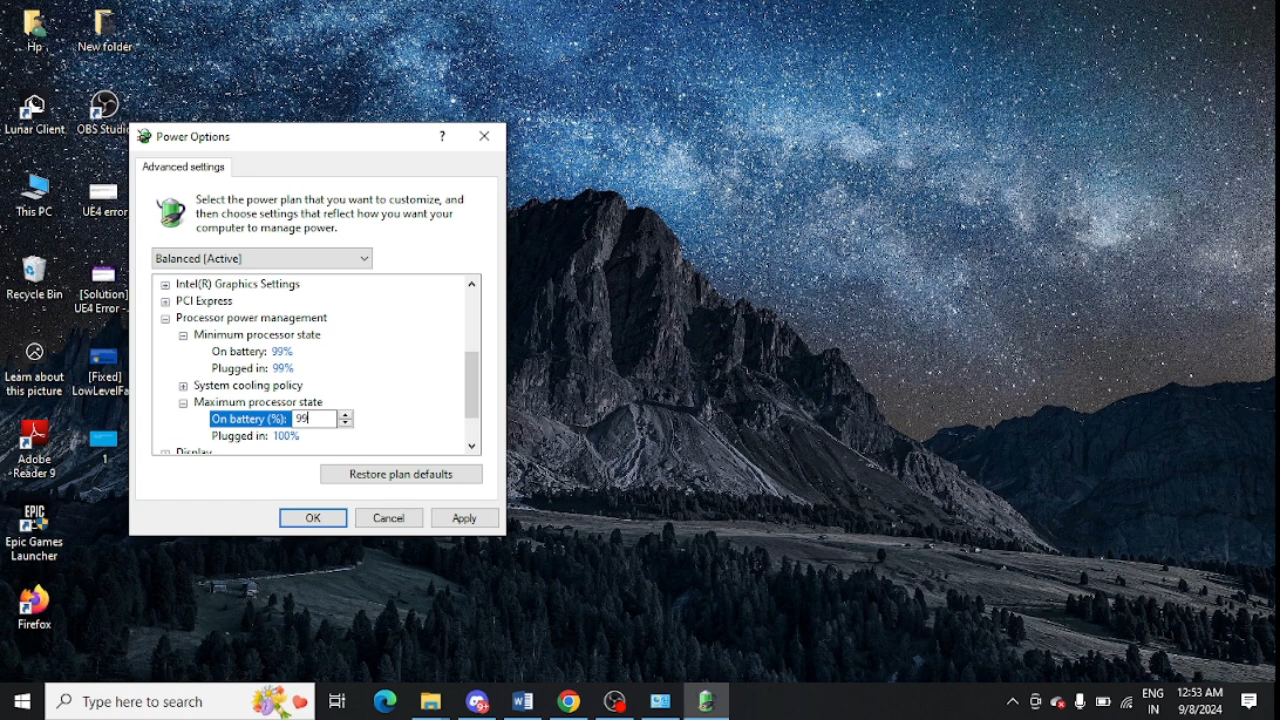 Hp
New folder
Lunar Client
OBS Studio
This PC
UE4 error
Recycle Bin
[Solution]
UE4 Error -...
Learn about
this picture
[Fixed]
LowLevelFa
Adobe
Reader 9
1
EPIC
GAMES
Epic Games
Launcher
Firefox
Power Options
?
Advanced settings
Select the power plan that you want to customize, and
then choose settings that reflect how you want your
computer to manage power.
Balanced [Active]
Intel(R) Graphics Settings
PCI Express
Processor power management
Minimum processor state
On battery: 99%
Plugged in: 99%
System cooling policy
Maximum processor state
On battery (%): 99
Plugged in: 100%
Display
Restore plan defaults
OK
Cancel
Apply
Type here to search
W
ENG
IN
12:53 AM
9/8/2024